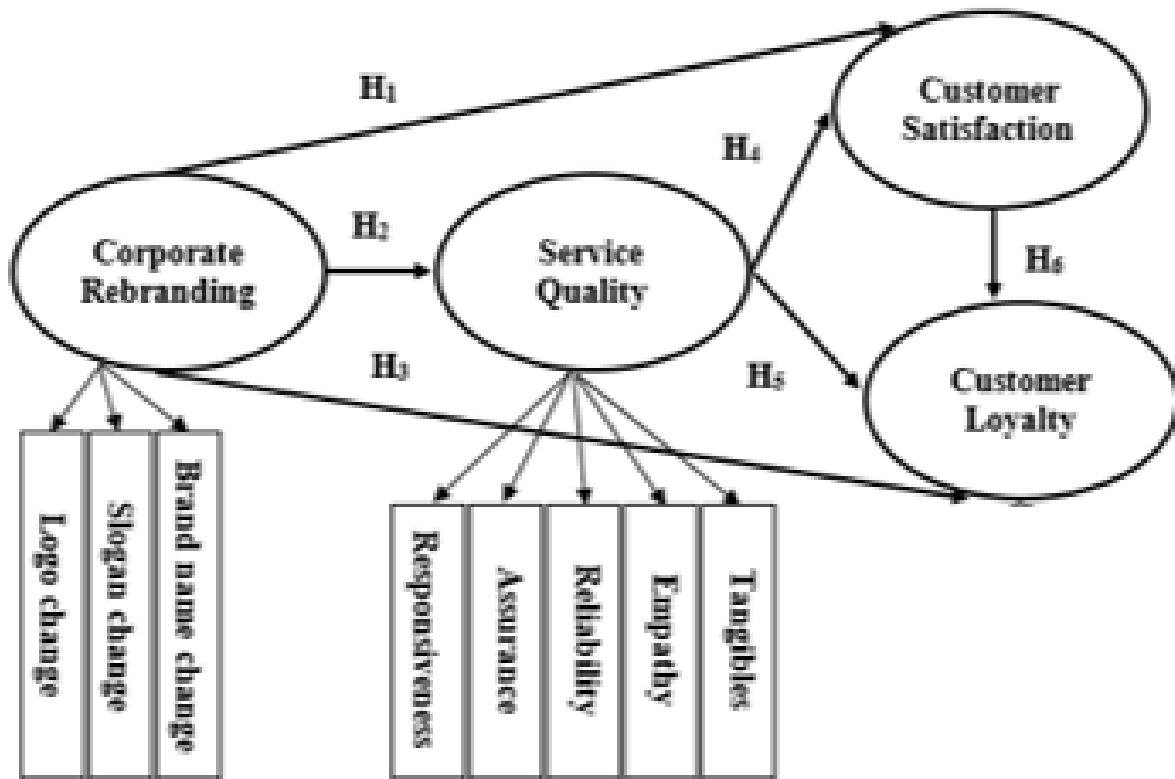 H₁
Customer
Satisfaction
H₄
H₂
Corporate
Rebranding
Service
Quality
H₆
H₃
H₅
Customer
Loyalty
Logo change
Slogan change
Brand name change
Responsiveness
Assurance
Reliability
Empathy
Tangibles